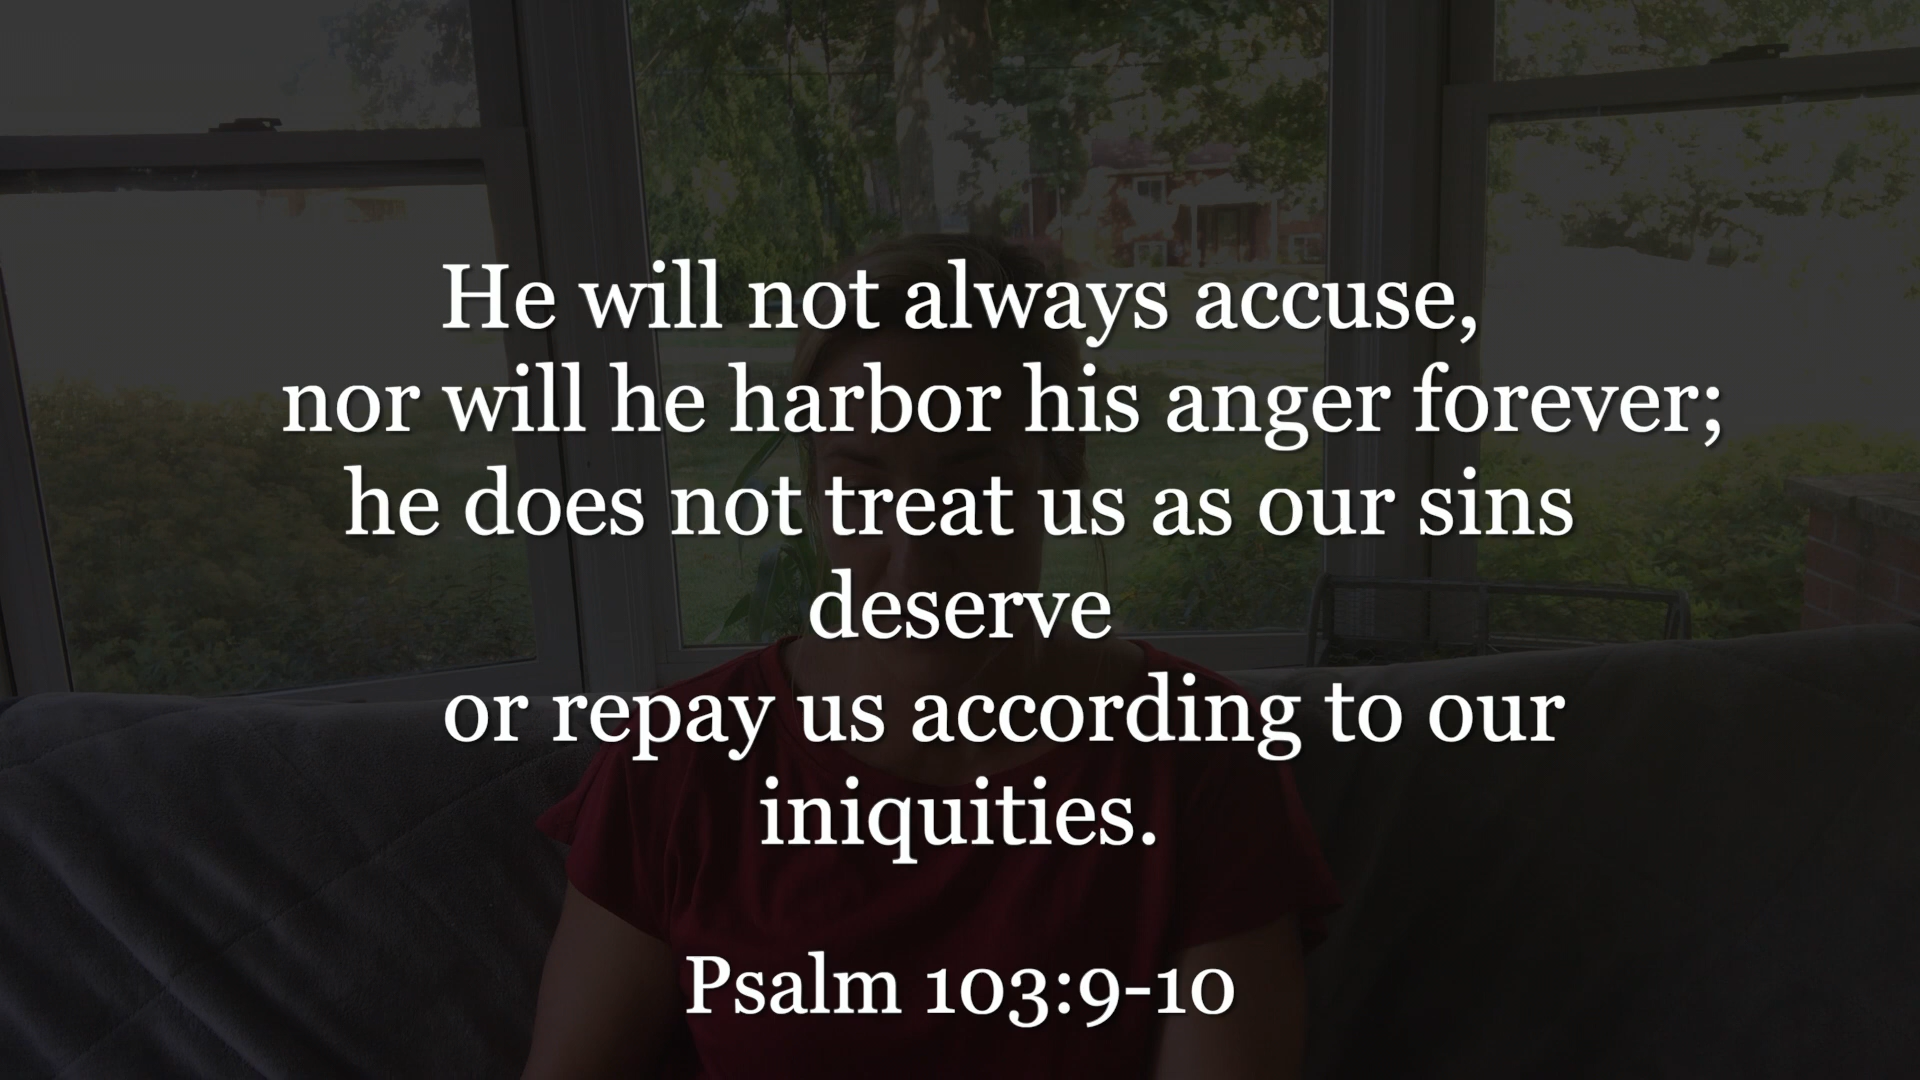 He will not always accuse,
nor will he harbor his anger forever;
he does not treat us as our sins
deserve
or repay us according to our
iniquities.
Psalm 103:9-10